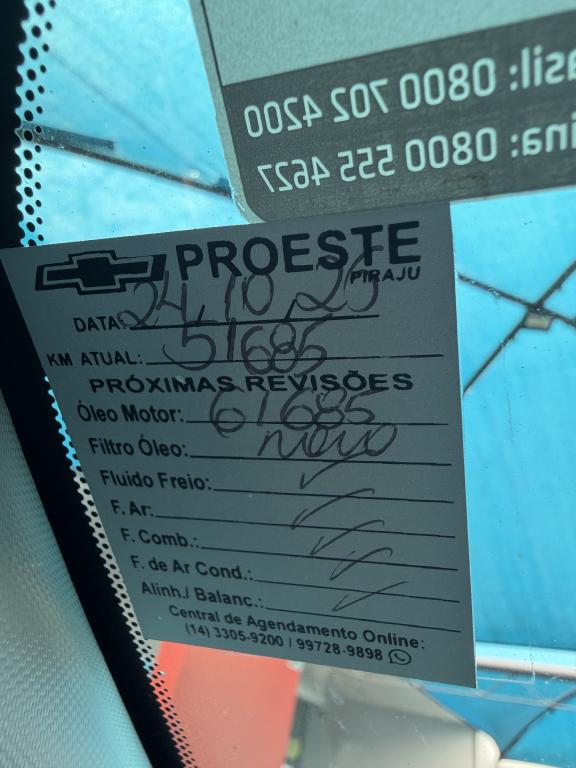 asil: 0800 702 4200
ina: 0800 555 4627
PROESTE
PIRAJU
DATA: 24,10,25
KM ATUAL: 51685
PRÓXIMAS REVISÕES
Óleo Motor: 61685
Filtro Óleo: novo
Fluido Freio: ✓
F. Ar: ✓
F. Comb.: ✓
F. de Ar Cond.: ✓
Alinh./ Balanc.: ✓
Central de Agendamento Online:
(14) 3305-9200 / 99728-9898